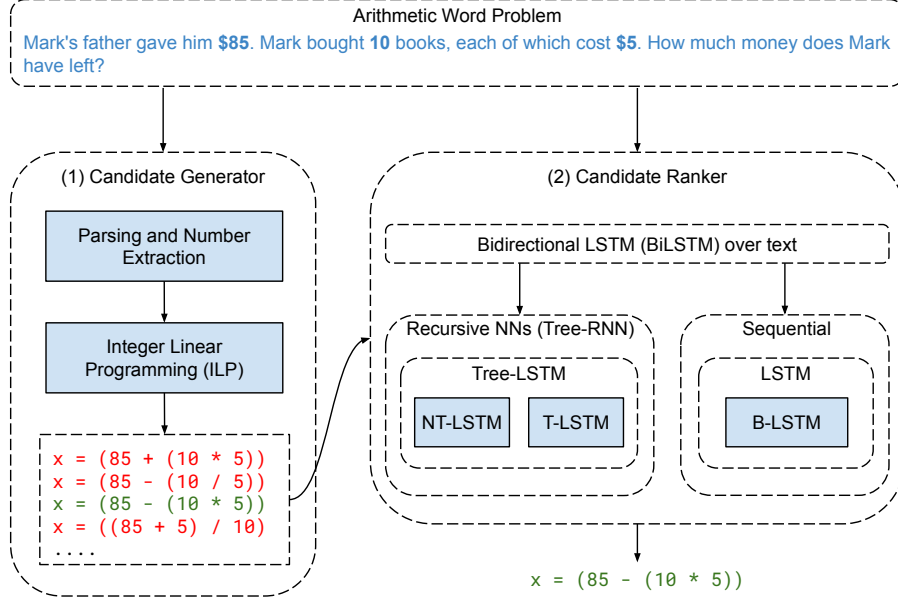 Arithmetic Word Problem
Mark's father gave him $85. Mark bought 10 books, each of which cost $5. How much money does Mark
have left?
(1) Candidate Generator
Parsing and Number
Extraction
Integer Linear
Programming (ILP)
x = (85 + (10 * 5))
x = (85 - (10 / 5))
x = (85 - (10 * 5))
x = ((85 + 5) / 10)
....
(2) Candidate Ranker
Bidirectional LSTM (BiLSTM) over text
Recursive NNs (Tree-RNN)
Tree-LSTM
NT-LSTM
T-LSTM
Sequential
LSTM
B-LSTM
x = (85 - (10 * 5))